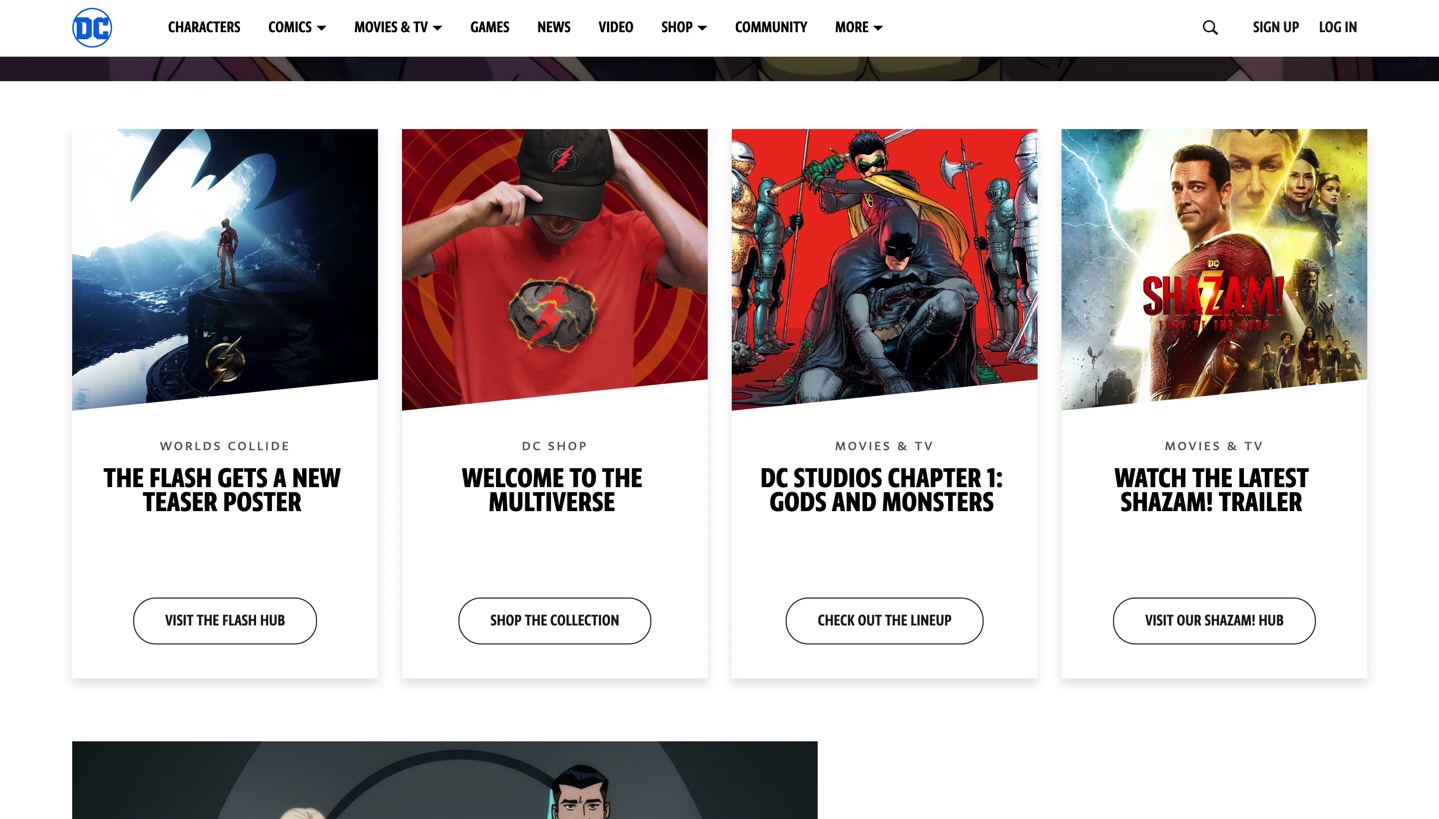 DC
CHARACTERS COMICS MOVIES & TV GAMES NEWS VIDEO SHOP COMMUNITY MORE SIGN UP LOG IN
DC
SHAZAM!
FURY OF THE GODS
WORLDS COLLIDE
THE FLASH GETS A NEW
TEASER POSTER
VISIT THE FLASH HUB
DC SHOP
WELCOME TO THE
MULTIVERSE
SHOP THE COLLECTION
MOVIES & TV
DC STUDIOS CHAPTER 1:
GODS AND MONSTERS
CHECK OUT THE LINEUP
MOVIES & TV
WATCH THE LATEST
SHAZAM! TRAILER
VISIT OUR SHAZAM! HUB